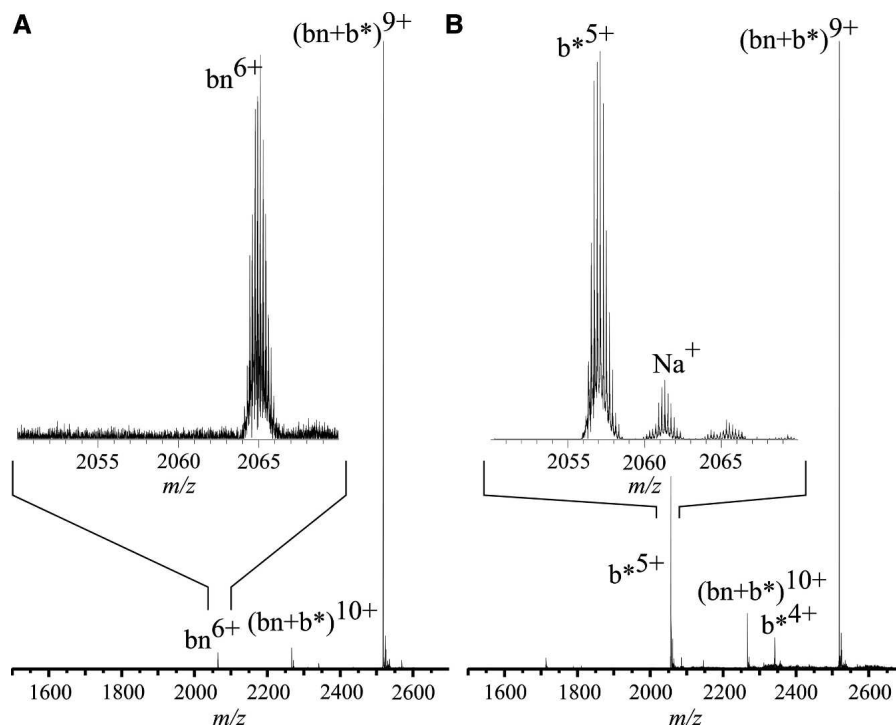 A
(bn+b*)9+
bn6+
2055 2060 2065
m/z
bn6+ (bn+b*)10+
1600 1800 2000 2200 2400 2600
m/z
B
b*5+
(bn+b*)9+
Na+
2055 2060 2065
m/z
b*5+
(bn+b*)10+
b*4+
1600 1800 2000 2200 2400 2600
m/z